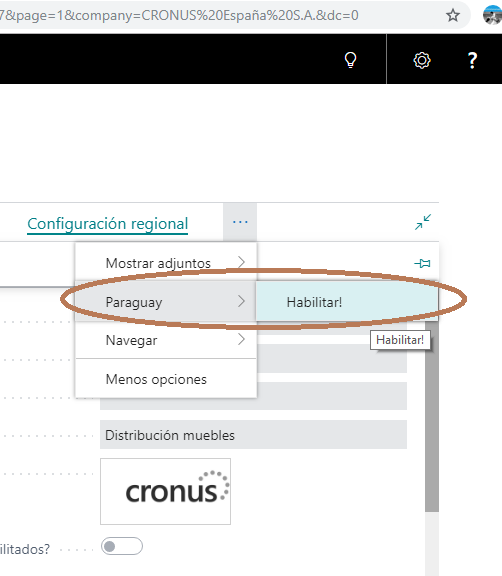 7&page=1&company=CRONUS%20España%20S.A.&dc=0
?
Configuración regional
...
Mostrar adjuntos
Paraguay
Habilitar!
Navegar
Habilitar!
Menos opciones
Distribución muebles
cronus
ilitados?